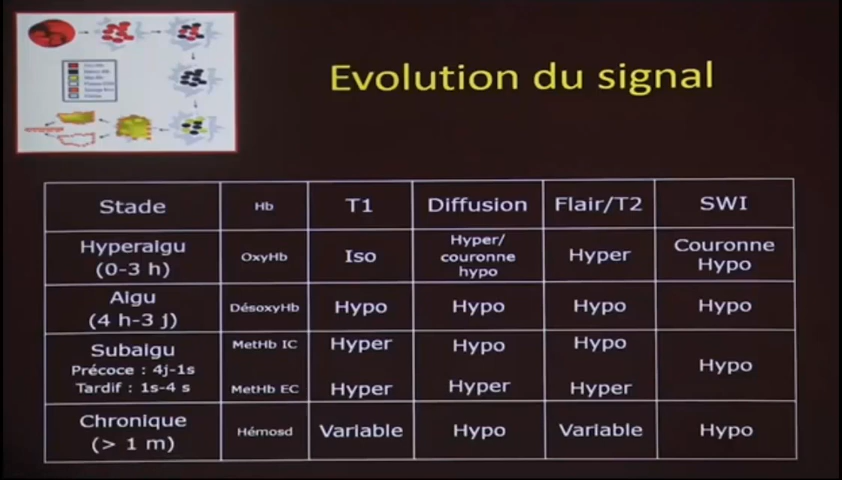 Evolution du signal
Stade Hb T1 Diffusion Flair/T2 SWI
Hyperaigu
(0-3 h)
OxyHb
Iso
Hyper/
couronne
hypo
Hyper
Couronne
Hypo
Aigu
(4 h-3 j)
DésoxyHb
Hypo
Hypo
Hypo
Hypo
Subaigu
Précoce : 4j-1s
Tardif : 1s-4 s
MetHb IC
MetHb EC
Hyper
Hyper
Hypo
Hyper
Hypo
Hyper
Hypo
Chronique
(> 1 m)
Hémosd
Variable
Hypo
Variable
Hypo